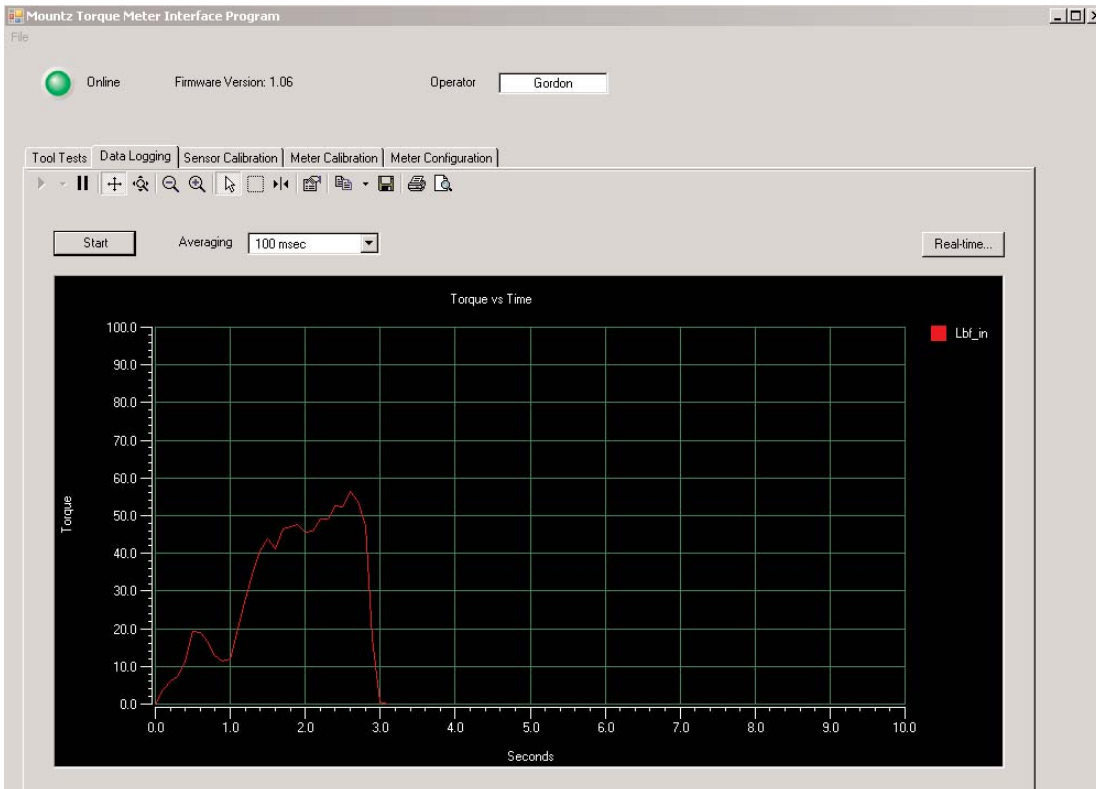 Mountz Torque Meter Interface Program
File
Online Firmware Version: 1.06 Operator Gordon
Tool Tests Data Logging Sensor Calibration Meter Calibration Meter Configuration
Start Averaging 100 msec Real-time...
Torque vs Time
Lbf_in
100.0
90.0
80.0
70.0
60.0
50.0
40.0
30.0
20.0
10.0
0.0
Torque
0.0 1.0 2.0 3.0 4.0 5.0 6.0 7.0 8.0 9.0 10.0
Seconds